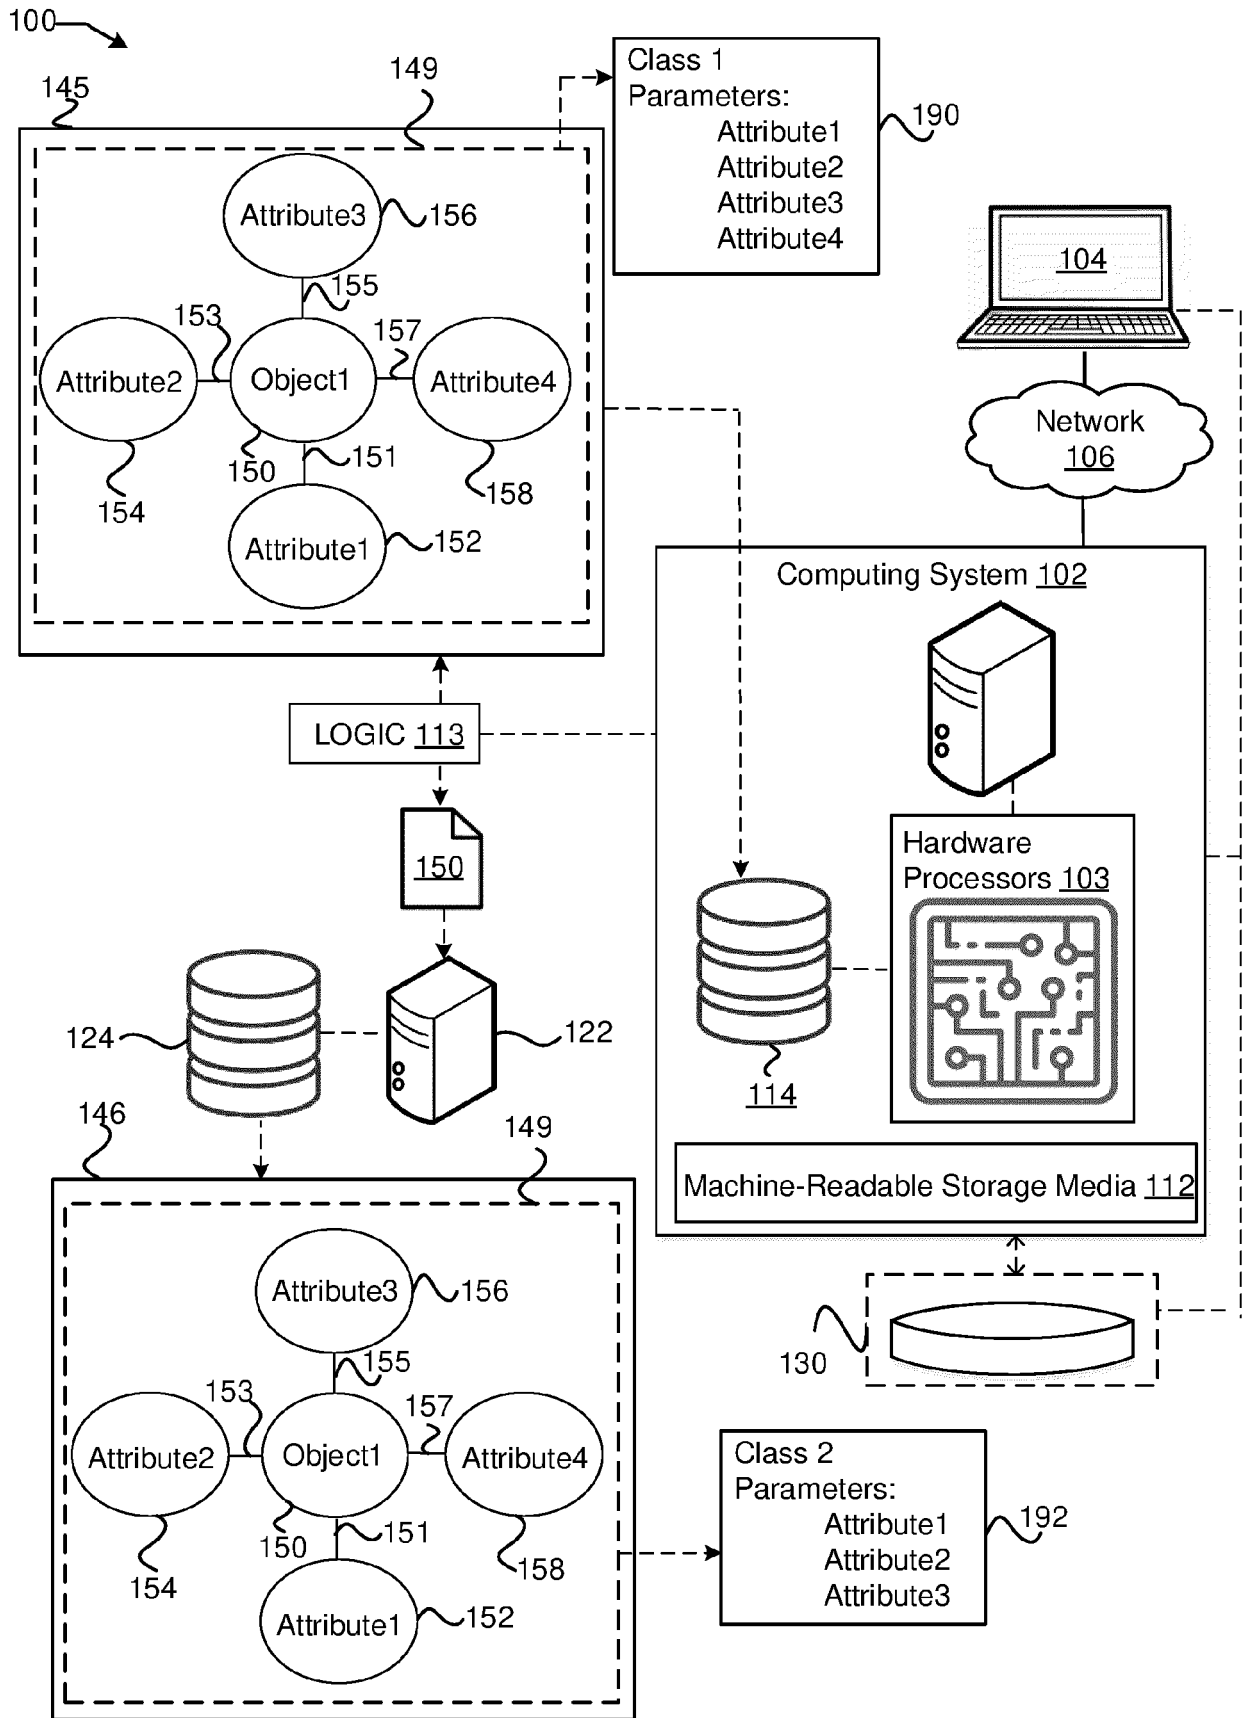 100
145
149
Class 1
Parameters:
Attribute1
Attribute2
Attribute3
Attribute4
190
Attribute3
156
155
153
157
Attribute2
Object1
Attribute4
150
151
154
158
Attribute1
152
104
Network
106
Computing System 102
LOGIC 113
150
Hardware
Processors 103
124
122
114
146
149
Machine-Readable Storage Media 112
Attribute3
156
155
153
157
Attribute2
Object1
Attribute4
150
151
154
158
Attribute1
152
130
Class 2
Parameters:
Attribute1
Attribute2
Attribute3
192